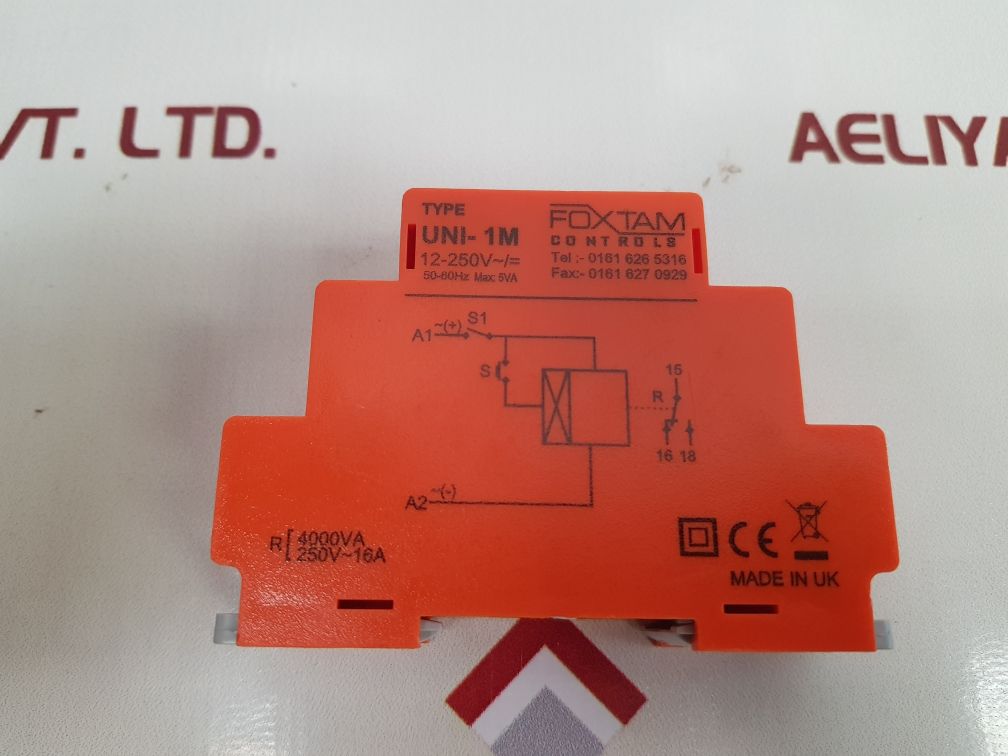 VT. LTD.
AELIYA
TYPE
UNI- 1M
12-250V~/=
50-60Hz Max: 5VA
FOXTAM
CONTROLS
Tel :- 0161 626 5316
Fax:- 0161 627 0929
A1 ~(+) S1
S
15
R
16 18
A2 ~(-)
R[ 4000VA
250V~16A
CE
MADE IN UK